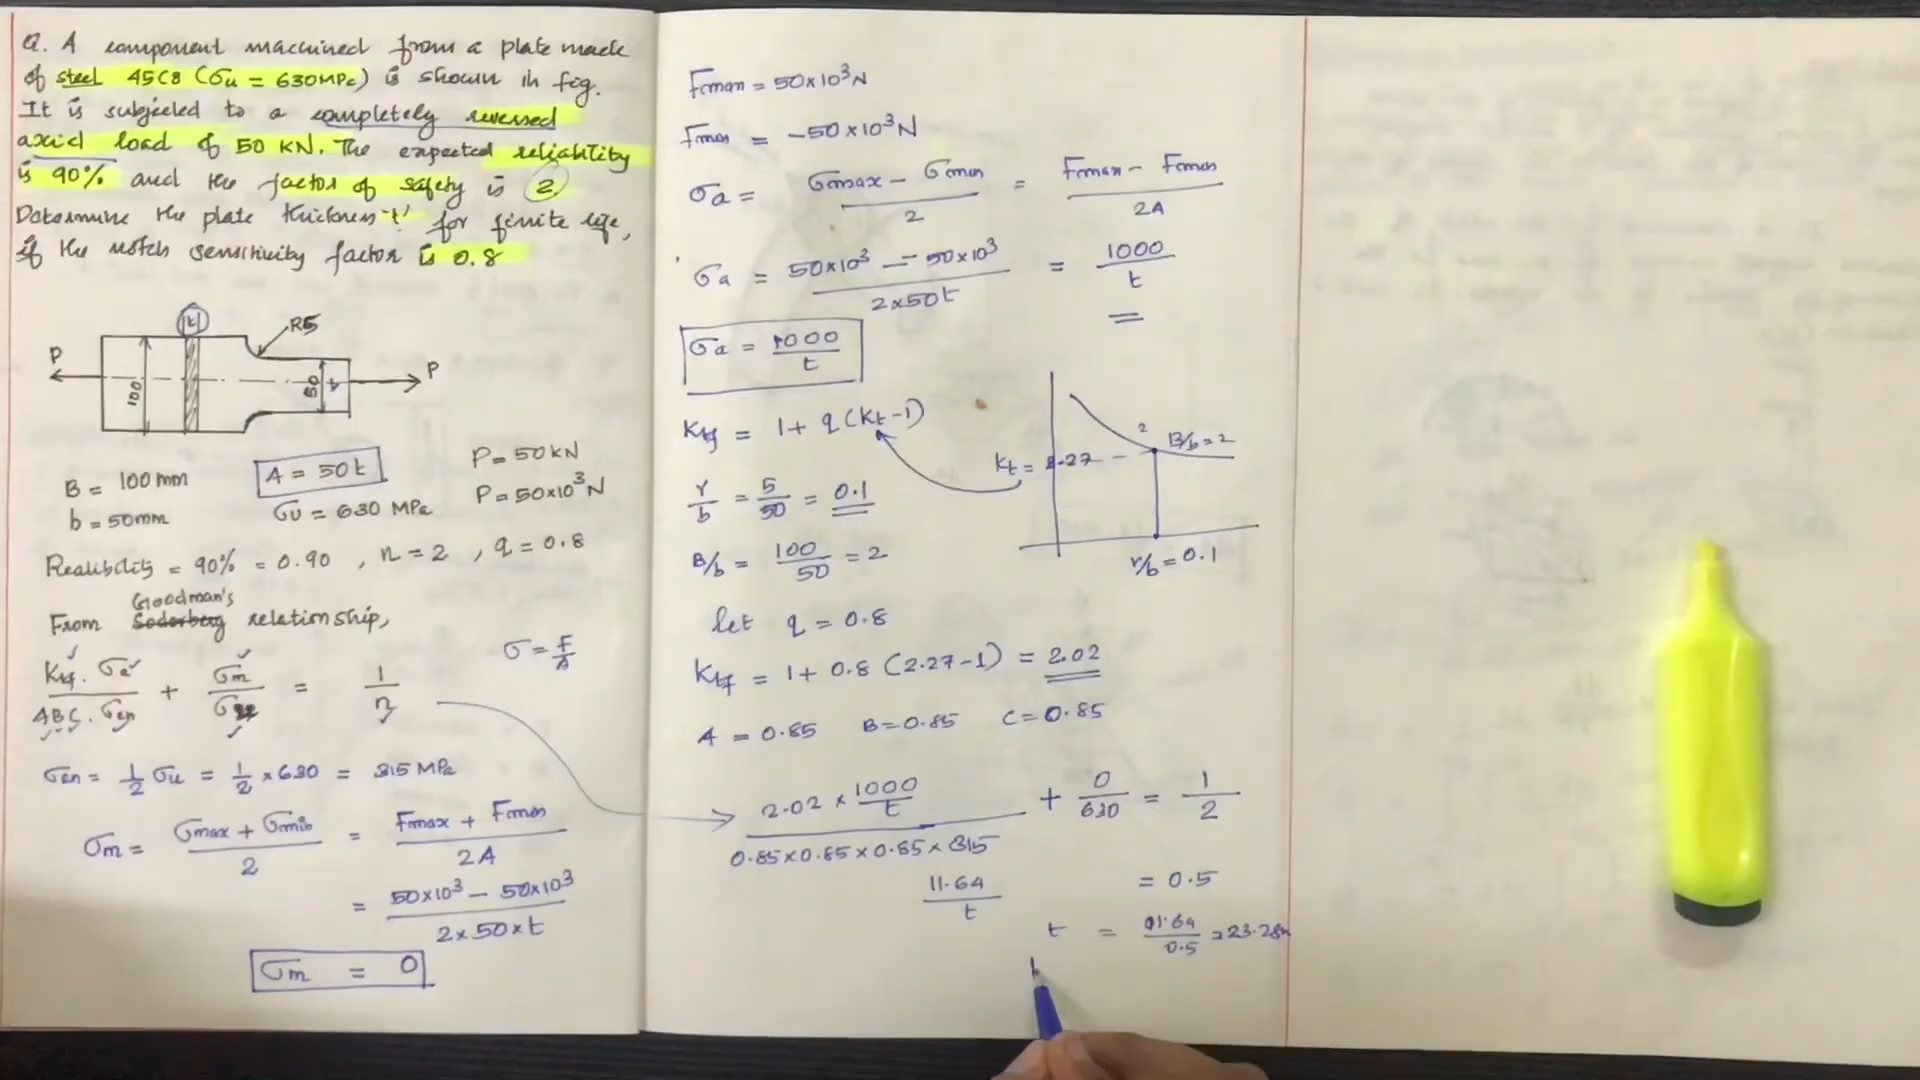 Q. A component machined from a plate made
of steel 45C8 (σu = 630MPa) is shown in fig.
It is subjected to a completely reversed
axial load of 50 KN. The expected reliability
is 90% and the factor of safety is 2
Determine the plate thickness 't' for finite life,
if the notch sensitivity factor is 0.8
t
R5
P
P
100
50
t
B = 100 mm
b = 50mm
A = 50t
σu = 630 MPa
P = 50KN
P = 50×10³N
Realibility = 90% = 0.90 , n = 2 , q = 0.8
Goodman's
From Soderberg relationship,
σ = F/A
Ktf · σa / ABC · σen + σm / σu = 1/n
σen = 1/2 σu = 1/2 × 630 = 315 MPa
σm = σmax + σmin / 2 = Fmax + Fmin / 2A
= 50×10³ - 50×10³ / 2×50×t
σm = 0
Fmax = 50×10³N
Fmin = -50×10³N
σa = σmax - σmin / 2 = Fmax - Fmin / 2A
σa = 50×10³ - -50×10³ / 2×50t = 1000 / t
σa = 1000 / t
Ktf = 1 + q (Kt-1)
r/b = 5/50 = 0.1
B/b = 100/50 = 2
2
B/b = 2
Kt = 2.27
r/b = 0.1
let q = 0.8
Ktf = 1 + 0.8 (2.27-1) = 2.02
A = 0.85 B = 0.85 C = 0.85
2.02 × 1000/t / 0.85×0.85×0.85×315 + 0/630 = 1/2
11.64 / t = 0.5
t = 11.64 / 0.5 = 23.28m